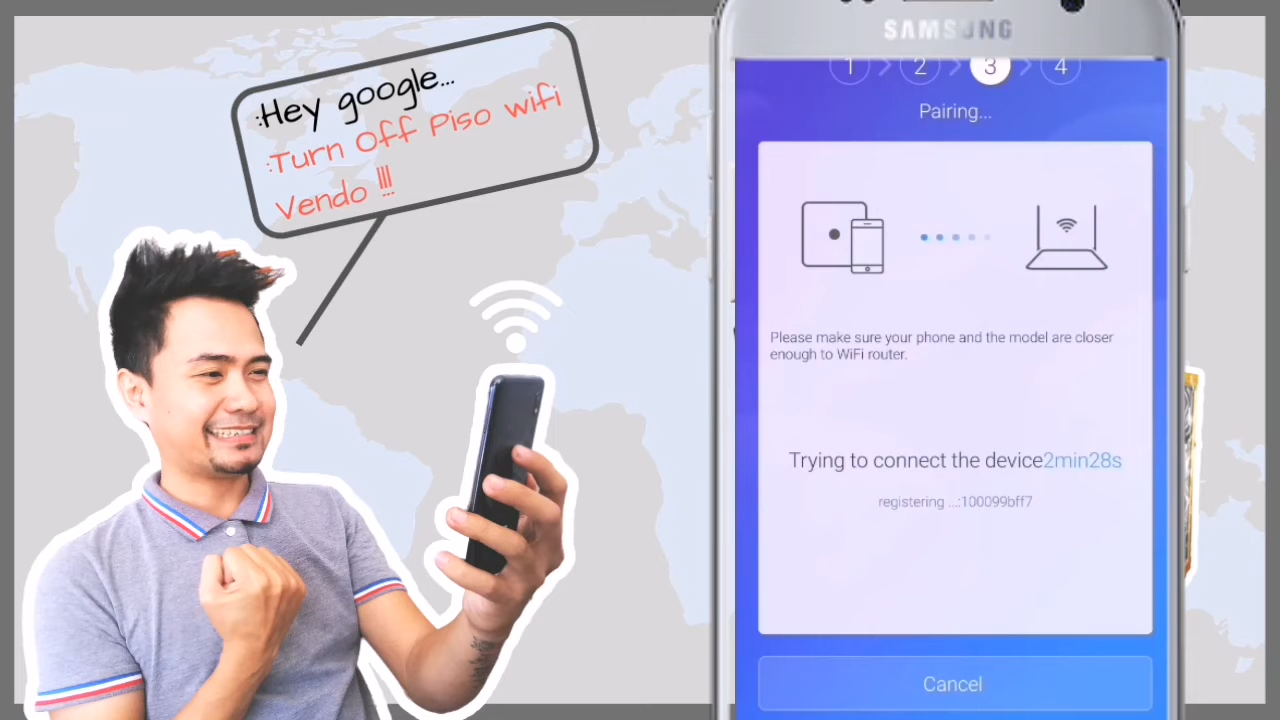 :Hey google...
:Turn Off Piso wifi
Vendo !!!
SAMSUNG
1 > 2 > 3 > 4
Pairing...
Please make sure your phone and the model are closer
enough to WiFi router.
Trying to connect the device2min28s
registering ...:100099bff7
Cancel